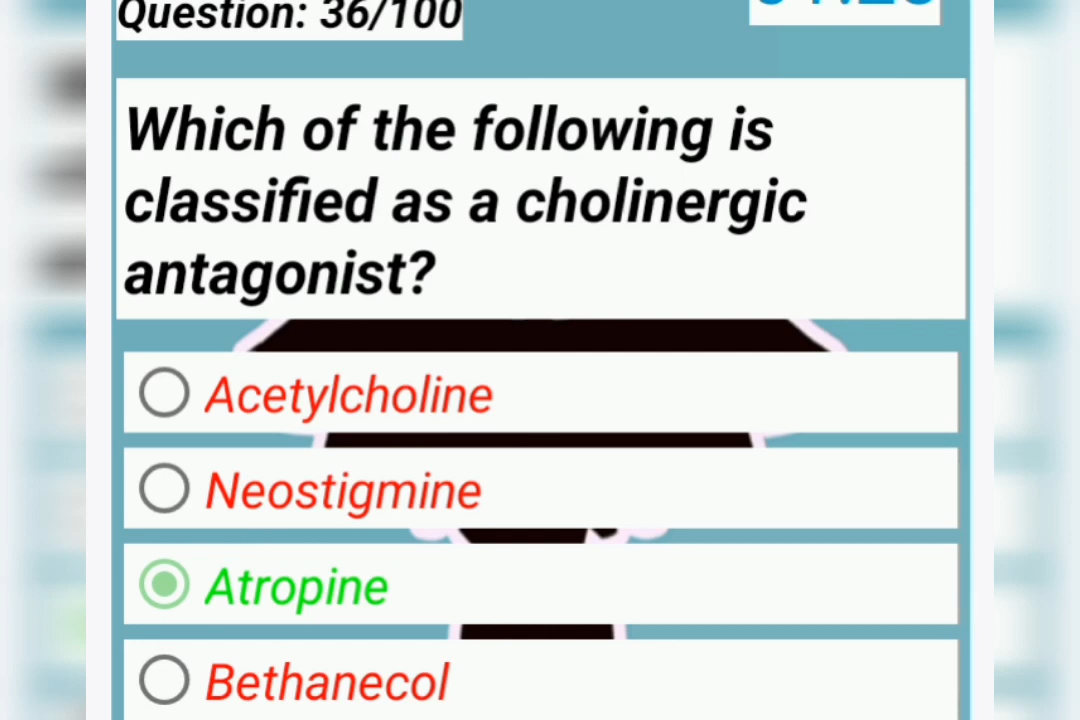 Question: 36/100
Which of the following is
classified as a cholinergic
antagonist?
Acetylcholine
Neostigmine
Atropine
Bethanecol